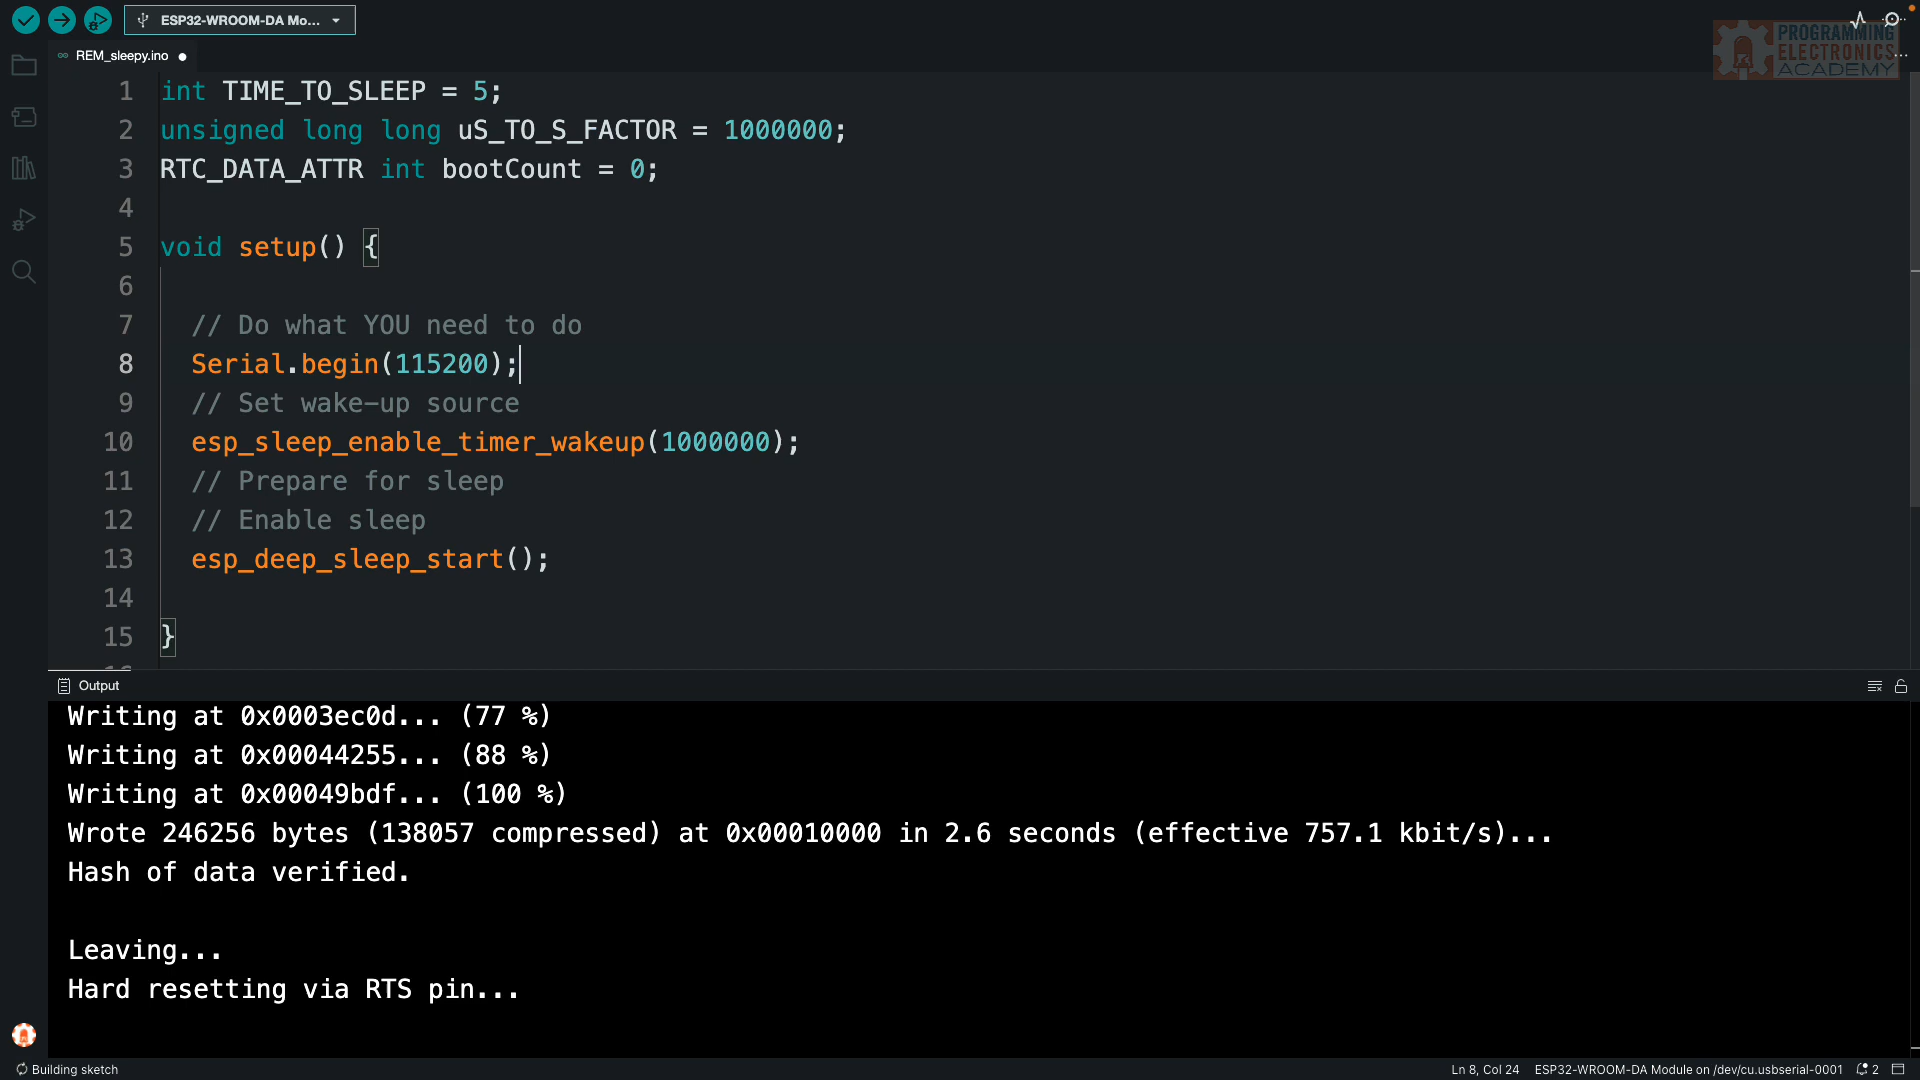 ESP32-WROOM-DA Mo...
PROGRAMMING
ELECTRONICS
ACADEMY
REM_sleepy.ino
1 int TIME_TO_SLEEP = 5;
2 unsigned long long uS_TO_S_FACTOR = 1000000;
3 RTC_DATA_ATTR int bootCount = 0;
4
5 void setup() {
6
7 // Do what YOU need to do
8 Serial.begin(115200);
9 // Set wake-up source
10 esp_sleep_enable_timer_wakeup(1000000);
11 // Prepare for sleep
12 // Enable sleep
13 esp_deep_sleep_start();
14
15 }
Output
Writing at 0x0003ec0d... (77 %)
Writing at 0x00044255... (88 %)
Writing at 0x00049bdf... (100 %)
Wrote 246256 bytes (138057 compressed) at 0x00010000 in 2.6 seconds (effective 757.1 kbit/s)...
Hash of data verified.
Leaving...
Hard resetting via RTS pin...
Building sketch
Ln 8, Col 24 ESP32-WROOM-DA Module on /dev/cu.usbserial-0001 2